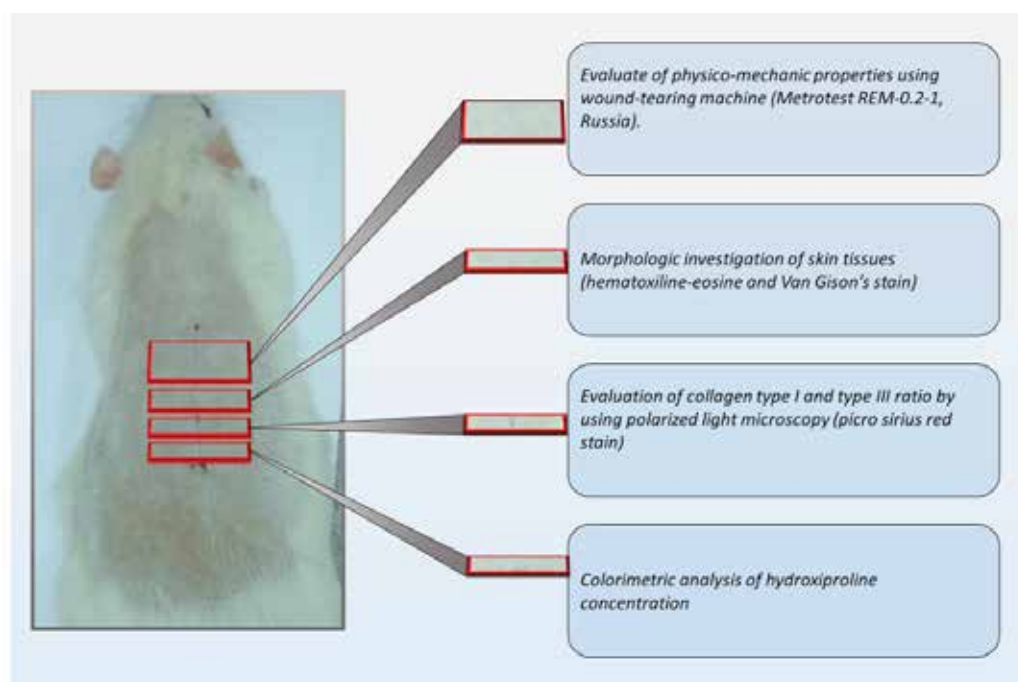 Evaluate of physico-mechanic properties using
wound-tearing machine (Metrotest REM-0.2-1,
Russia).
Morphologic investigation of skin tissues
(hematoxiline-eosine and Van Gison's stain)
Evaluation of collagen type I and type III ratio by
using polarized light microscopy (picro sirius red
stain)
Colorimetric analysis of hydroxiproline
concentration